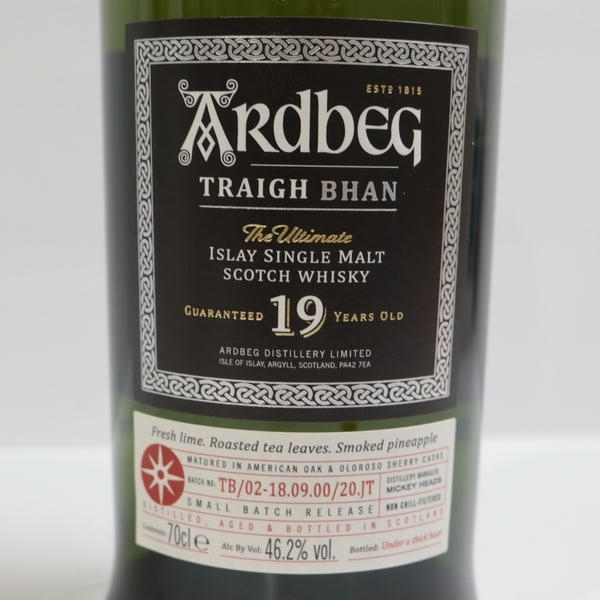 ESTD 1815
ARDBEG
TRAIGH BHAN
The Ultimate
ISLAY SINGLE MALT
SCOTCH WHISKY
GUARANTEED 19 YEARS OLD
ARDBEG DISTILLERY LIMITED
ISLE OF ISLAY, ARGYLL, SCOTLAND, PA42 7EA
Fresh lime. Roasted tea leaves. Smoked pineapple
MATURED IN AMERICAN OAK & OLOROSO SHERRY CASKS
BATCH NO: TB/02-18.09.00/20.JT
DISTILLERY MANAGER:
MICKEY HEADS
SMALL BATCH RELEASE
NON CHILL-FILTERED
DISTILLED, AGED & BOTTLED IN SCOTLAND
Contents: 70cl e Alc By Vol: 46.2% vol. Bottled: Under a thick haar